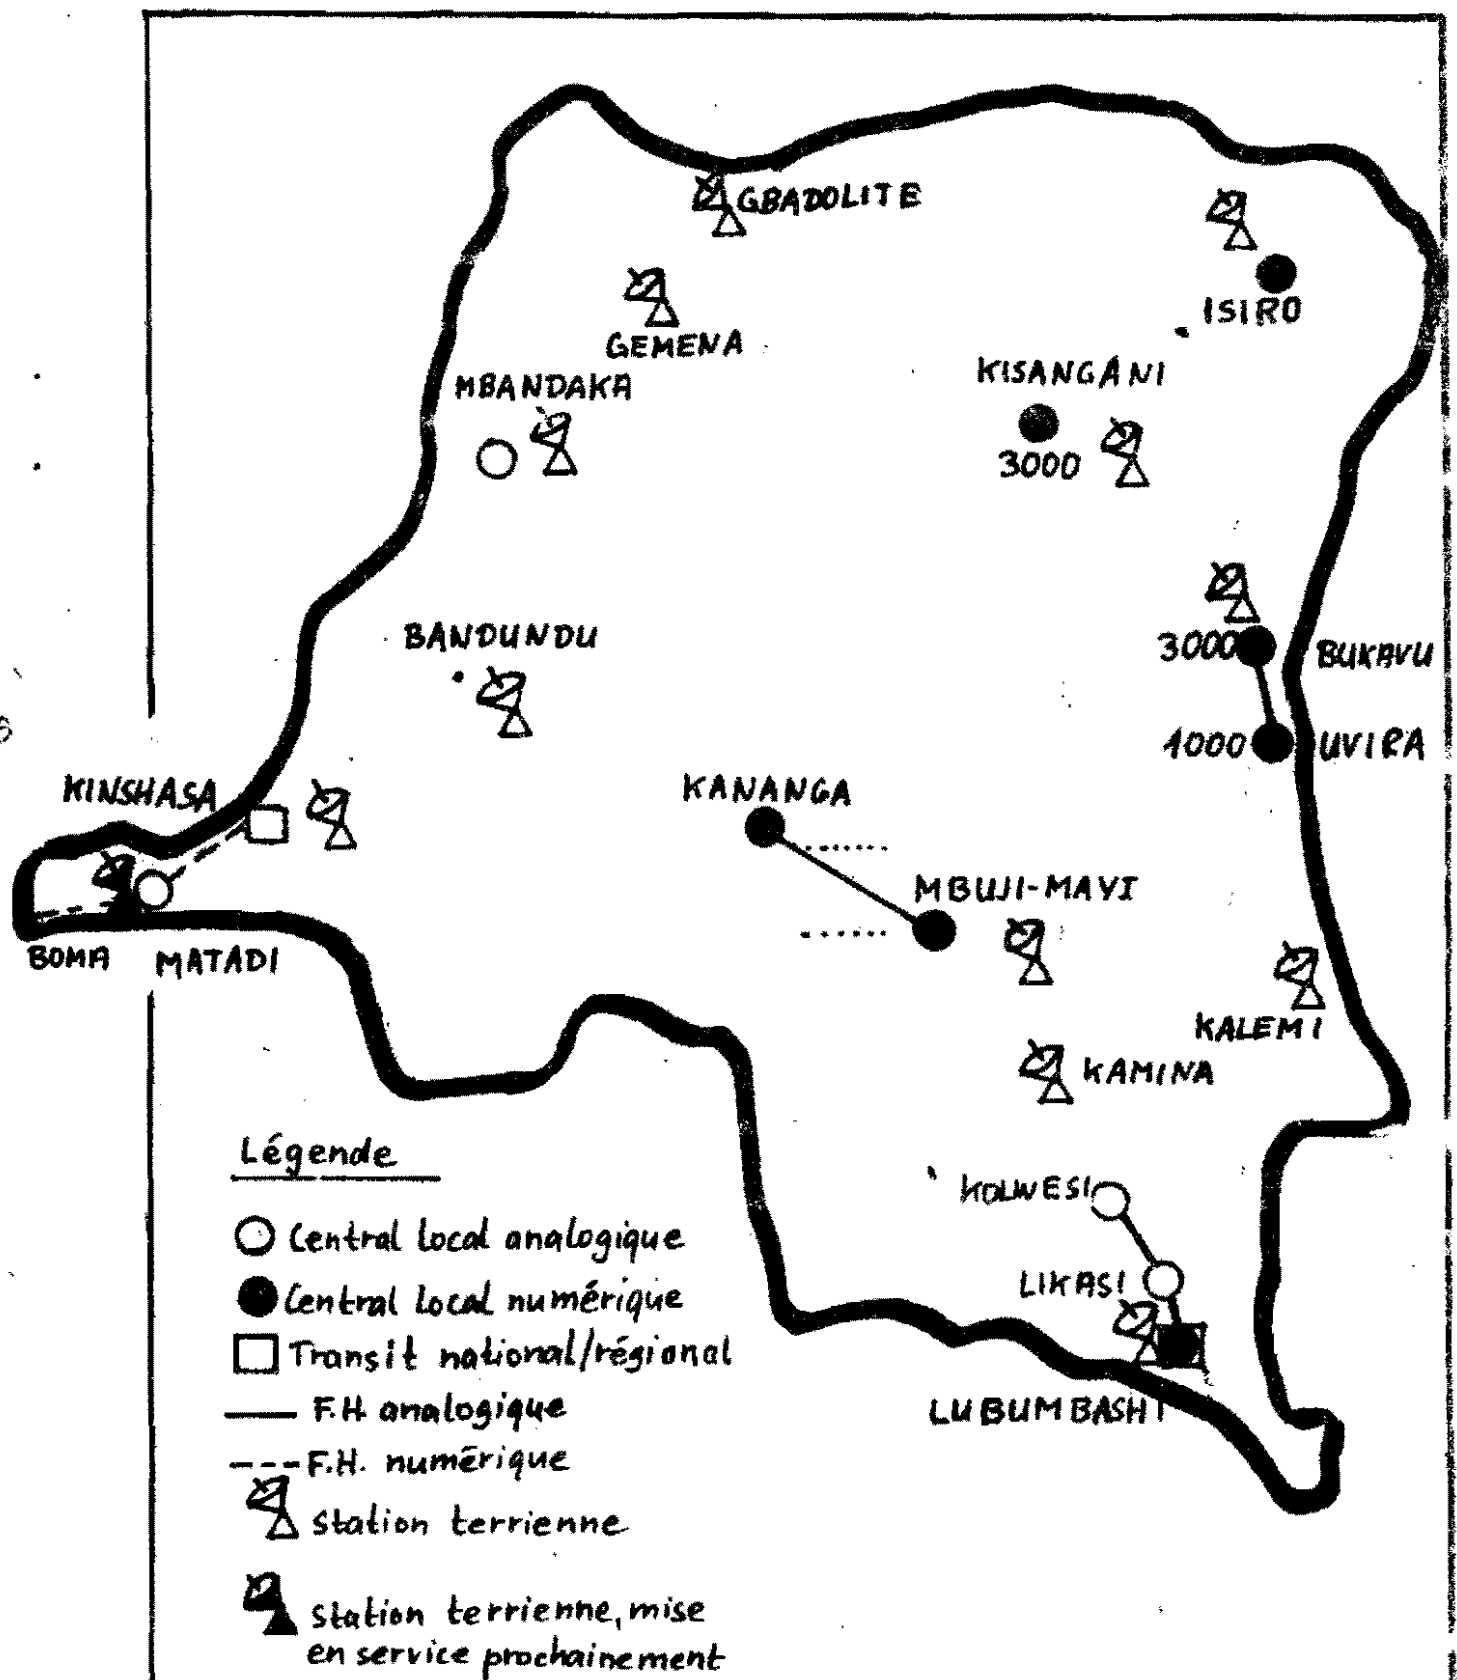 GBADOLITE
ISIRO
GEMENA
KISANGANI
MBANDAKA
3000
BANDUNDU
3000 BUKAVU
1000 UVIRA
KINSHASA
KANANGA
MBUJI-MAYI
BOMA MATADI
KALEMI
KAMINA
Légende
KOLWESI
Central local analogique
LIKASI
Central local numérique
Transit national/régional
F.H. analogique
LUBUMBASHI
F.H. numérique
Station terrienne
Station terrienne, mise
en service prochainement